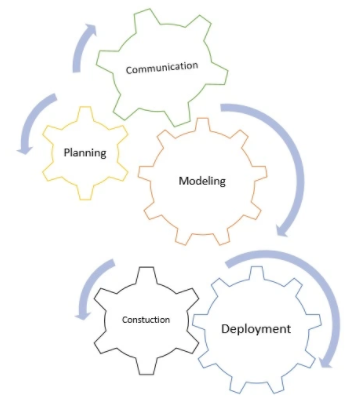 Communication
Planning
Modeling
Constuction
Deployment